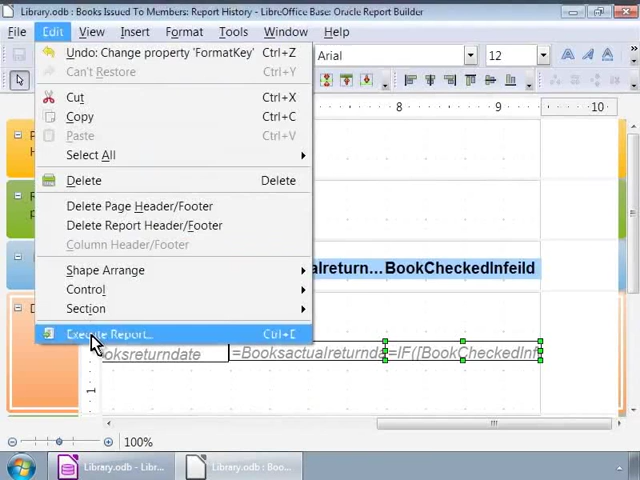 Library.odb : Books Issued To Members: Report History - LibreOffice Base: Oracle Report Builder
File Edit View Insert Format Tools Window Help
Undo: Change property 'FormatKey' Ctrl+Z
Arial 12
Can't Restore Ctrl+Y
Cut Ctrl+X
8 9 10
Copy Ctrl+C
Paste Ctrl+V
Select All
Delete Delete
Delete Page Header/Footer
Delete Report Header/Footer
Column Header/Footer
Shape Arrange
alreturn... BookCheckedInfeild
Control
Section
Execute Report... Ctrl+E
oksreturndate =Booksactualreturnda =IF([BookCheckedInf
1
100%
Library.odb - Libr... Library.odb : Boo...